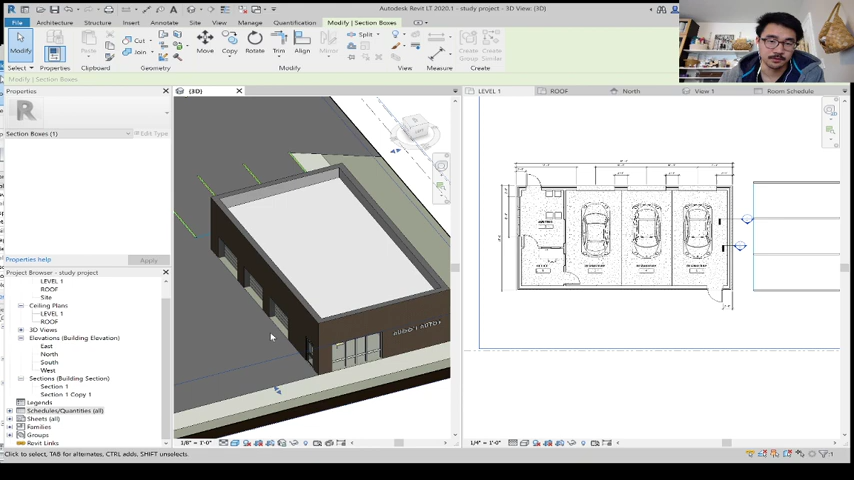 Autodesk Revit LT 2020.1 - study project - 3D View: {3D}
File Architecture Structure Insert Annotate Site Views Manage Quantification Modify | Section Boxes
Modify Properties Paste Cut Join Move Copy Rotate Trim Align Mirror Split Measure Create Group Create Similar
Select Clipboard Geometry Modify View Create
Modify | Section Boxes
Properties
{3D}
LEVEL 1
ROOF
North
View 1
Room Schedule
Section Boxes (1)
Edit Type
Properties help
Apply
Project Browser - study project
LEVEL 1
ROOF
Site
Ceiling Plans
LEVEL 1
ROOF
3D Views
Elevations (Building Elevation)
East
North
South
West
Sections (Building Section)
Section 1
Section 1 Copy 1
Legends
Schedules/Quantities (all)
Sheets (all)
Families
Groups
Revit Links
1/8" = 1'-0"
1/4" = 1'-0"
Click to select, TAB for alternates, CTRL adds, SHIFT unselects.
:1